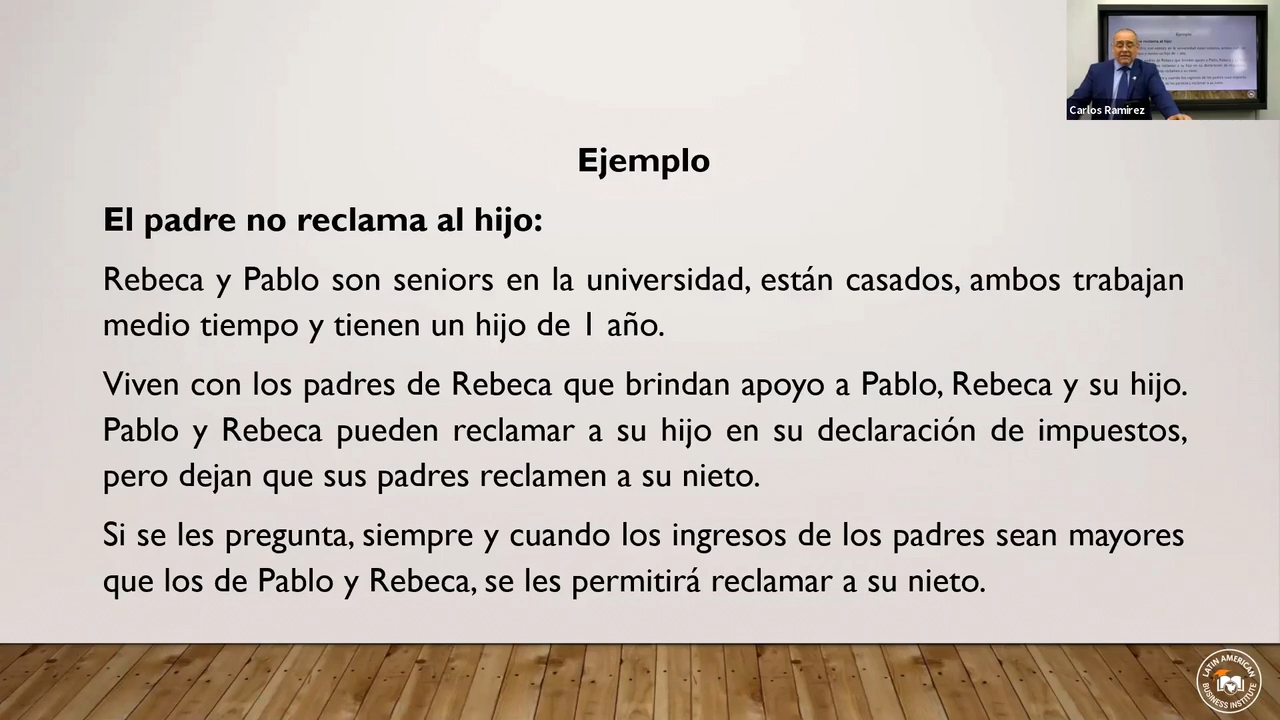 Carlos Ramirez
Ejemplo
El padre no reclama al hijo:
Rebeca y Pablo son seniors en la universidad, están casados, ambos trabajan
medio tiempo y tienen un hijo de 1 año.
Viven con los padres de Rebeca que brindan apoyo a Pablo, Rebeca y su hijo.
Pablo y Rebeca pueden reclamar a su hijo en su declaración de impuestos,
pero dejan que sus padres reclamen a su nieto.
Si se les pregunta, siempre y cuando los ingresos de los padres sean mayores
que los de Pablo y Rebeca, se les permitirá reclamar a su nieto.
LATIN AMERICAN
BUSINESS INSTITUTE